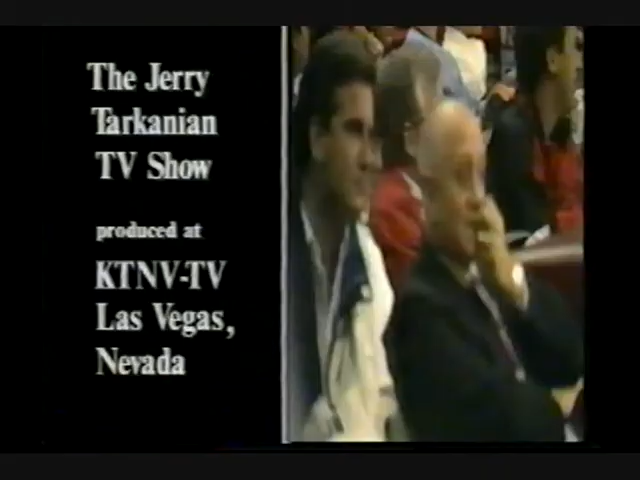 The Jerry
Tarkanian
TV Show
produced at
KTNV-TV
Las Vegas,
Nevada